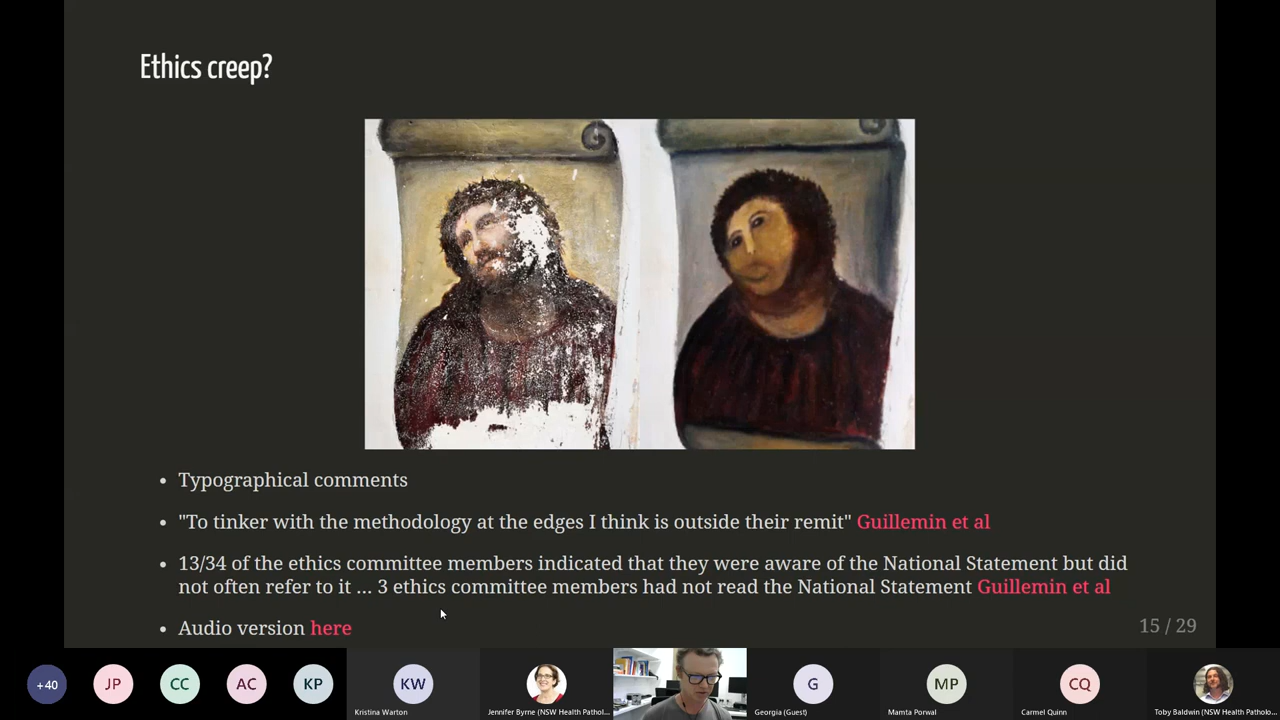 Ethics creep?
Typographical comments
"To tinker with the methodology at the edges I think is outside their remit" Guillemin et al
13/34 of the ethics committee members indicated that they were aware of the National Statement but did
not often refer to it ... 3 ethics committee members had not read the National Statement Guillemin et al
Audio version here
15 / 29
+40 JP CC AC KP KW G MP CQ
Kristina Warton Jennifer Byrne (NSW Health Pathol... Georgia (Guest) Mamta Porwal Carmel Quinn Toby Baldwin (NSW Health Patholo...